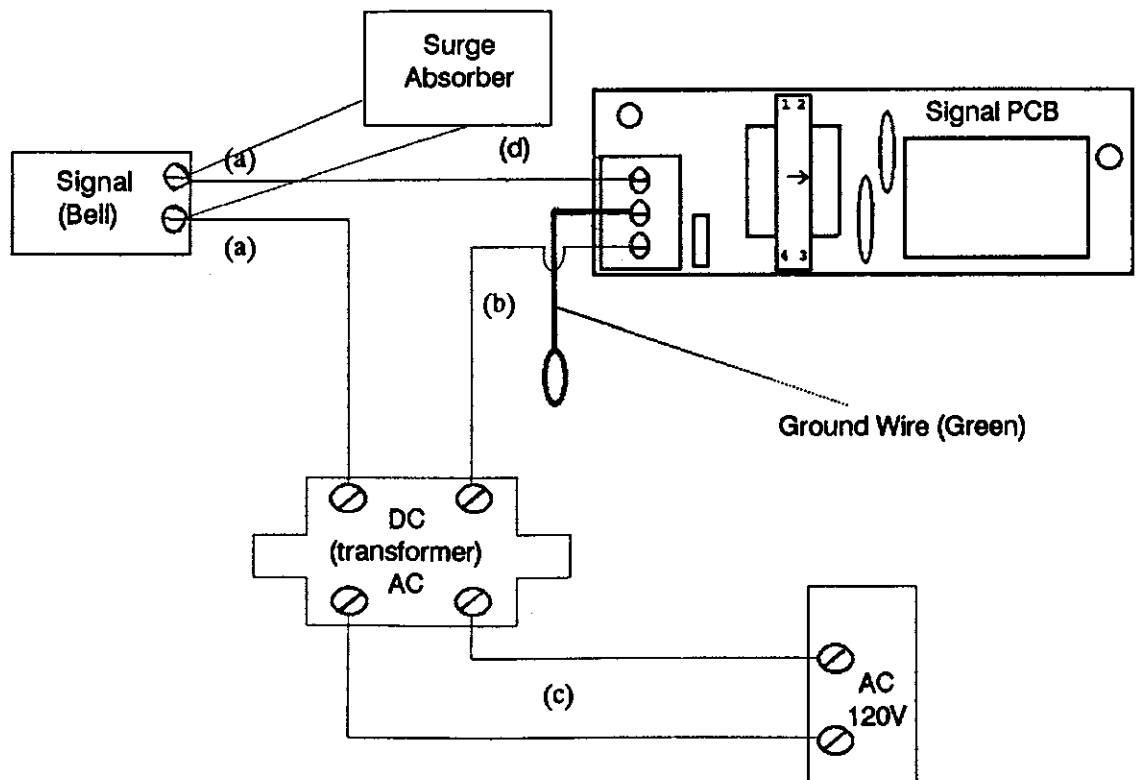 Surge
Absorber
Signal PCB
1 2
(a)
(d)
Signal
(Bell)
(a)
4 3
(b)
Ground Wire (Green)
DC
(transformer)
AC
(c)
AC
120V